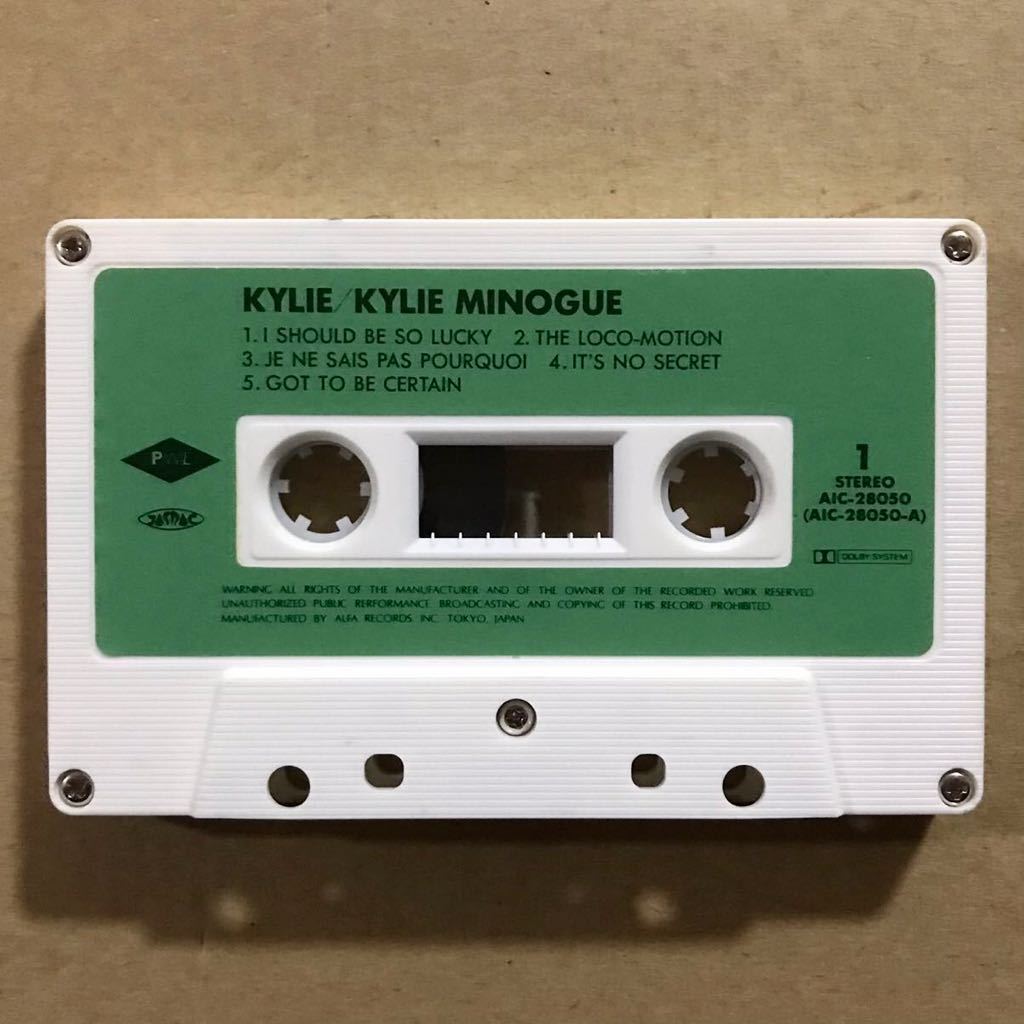 KYLIE/KYLIE MINOGUE
1. I SHOULD BE SO LUCKY 2. THE LOCO-MOTION
3. JE NE SAIS PAS POURQUOI 4. IT'S NO SECRET
5. GOT TO BE CERTAIN
PWL
JASRAC
1
STEREO
AIC-28050
(AIC-28050-A)
DOLBY SYSTEM
WARNING. ALL RIGHTS OF THE MANUFACTURER AND OF THE OWNER OF THE RECORDED WORK RESERVED
UNAUTHORIZED PUBLIC RERFORMANCE BROADCASTING AND COPYING OF THIS RECORD PROHIBITED.
MANUFACTURED BY ALFA RECORDS. INC. TOKYO, JAPAN